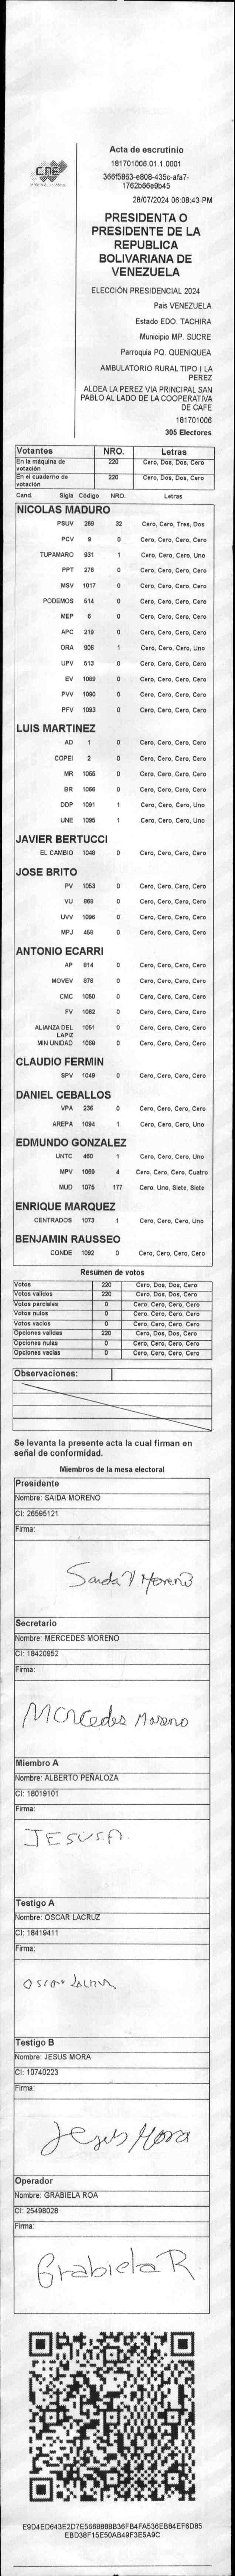 CNE
Acta de escrutinio
181701006.01.1.0001
366f5863-e808-435c-afa7-
1762b66e9b45
28/07/2024 06:08:43 PM
PRESIDENTA O
PRESIDENTE DE LA
REPUBLICA
BOLIVARIANA DE
VENEZUELA
ELECCIÓN PRESIDENCIAL 2024
Pais VENEZUELA
Estado EDO. TACHIRA
Municipio MP. SUCRE
Parroquia PQ. QUENIQUEA
AMBULATORIO RURAL TIPO I LA
PEREZ
ALDEA LA PEREZ VIA PRINCIPAL SAN
PABLO AL LADO DE LA COOPERATIVA
DE CAFE
181701006
305 Electores
Votantes NRO. Letras
En la máquina de votación 220 Cero, Dos, Dos, Cero
En el cuaderno de votación 220 Cero, Dos, Dos, Cero
Cand. Sigla Código NRO. Letras
NICOLAS MADURO
PSUV 269 32 Cero, Cero, Tres, Dos
PCV 9 0 Cero, Cero, Cero, Cero
TUPAMARO 931 1 Cero, Cero, Cero, Uno
PPT 276 0 Cero, Cero, Cero, Cero
MSV 1017 0 Cero, Cero, Cero, Cero
PODEMOS 514 0 Cero, Cero, Cero, Cero
MEP 6 0 Cero, Cero, Cero, Cero
APC 219 0 Cero, Cero, Cero, Cero
ORA 906 1 Cero, Cero, Cero, Uno
UPV 513 0 Cero, Cero, Cero, Cero
EV 1089 0 Cero, Cero, Cero, Cero
PVV 1090 0 Cero, Cero, Cero, Cero
PFV 1093 0 Cero, Cero, Cero, Cero
LUIS MARTINEZ
AD 1 0 Cero, Cero, Cero, Cero
COPEI 2 0 Cero, Cero, Cero, Cero
MR 1065 0 Cero, Cero, Cero, Cero
BR 1066 0 Cero, Cero, Cero, Cero
DDP 1091 1 Cero, Cero, Cero, Uno
UNE 1095 1 Cero, Cero, Cero, Uno
JAVIER BERTUCCI
EL CAMBIO 1048 0 Cero, Cero, Cero, Cero
JOSE BRITO
PV 1053 0 Cero, Cero, Cero, Cero
VU 868 0 Cero, Cero, Cero, Cero
UVV 1096 0 Cero, Cero, Cero, Cero
MPJ 458 0 Cero, Cero, Cero, Cero
ANTONIO ECARRI
AP 814 0 Cero, Cero, Cero, Cero
MOVEV 878 0 Cero, Cero, Cero, Cero
CMC 1050 0 Cero, Cero, Cero, Cero
FV 1052 0 Cero, Cero, Cero, Cero
ALIANZA DEL LAPIZ 1051 0 Cero, Cero, Cero, Cero
MIN UNIDAD 1068 0 Cero, Cero, Cero, Cero
CLAUDIO FERMIN
SPV 1049 0 Cero, Cero, Cero, Cero
DANIEL CEBALLOS
VPA 236 0 Cero, Cero, Cero, Cero
AREPA 1094 1 Cero, Cero, Cero, Uno
EDMUNDO GONZALEZ
UNTC 460 1 Cero, Cero, Cero, Uno
MPV 1069 4 Cero, Cero, Cero, Cuatro
MUD 1075 177 Cero, Uno, Siete, Siete
ENRIQUE MARQUEZ
CENTRADOS 1073 1 Cero, Cero, Cero, Uno
BENJAMIN RAUSSEO
CONDE 1092 0 Cero, Cero, Cero, Cero
Resumen de votos
Votos 220 Cero, Dos, Dos, Cero
Votos validos 220 Cero, Dos, Dos, Cero
Votos parciales 0 Cero, Cero, Cero, Cero
Votos nulos 0 Cero, Cero, Cero, Cero
Votos vacios 0 Cero, Cero, Cero, Cero
Opciones validas 220 Cero, Dos, Dos, Cero
Opciones nulas 0 Cero, Cero, Cero, Cero
Opciones vacias 0 Cero, Cero, Cero, Cero
Observaciones:
Se levanta la presente acta la cual firman en
señal de conformidad.
Miembros de la mesa electoral
Presidente
Nombre: SAIDA MORENO
CI: 26595121
Firma:
Saida Y Moreno
Secretario
Nombre: MERCEDES MORENO
CI: 18420952
Firma:
Mercedes Moreno
Miembro A
Nombre: ALBERTO PEÑALOZA
CI: 18019101
Firma:
JESUSA.
Testigo A
Nombre: OSCAR LACRUZ
CI: 18419411
Firma:
Oscar Lacruz
Testigo B
Nombre: JESUS MORA
CI: 10740223
Firma:
Jesus Mora
Operador
Nombre: GRABIELA ROA
CI: 25498028
Firma:
Grabiela R
E9D4ED643E2D7E5668888B36FB4FA536EB84EF6D85
EBD38F15E50AB49F3E5A9C